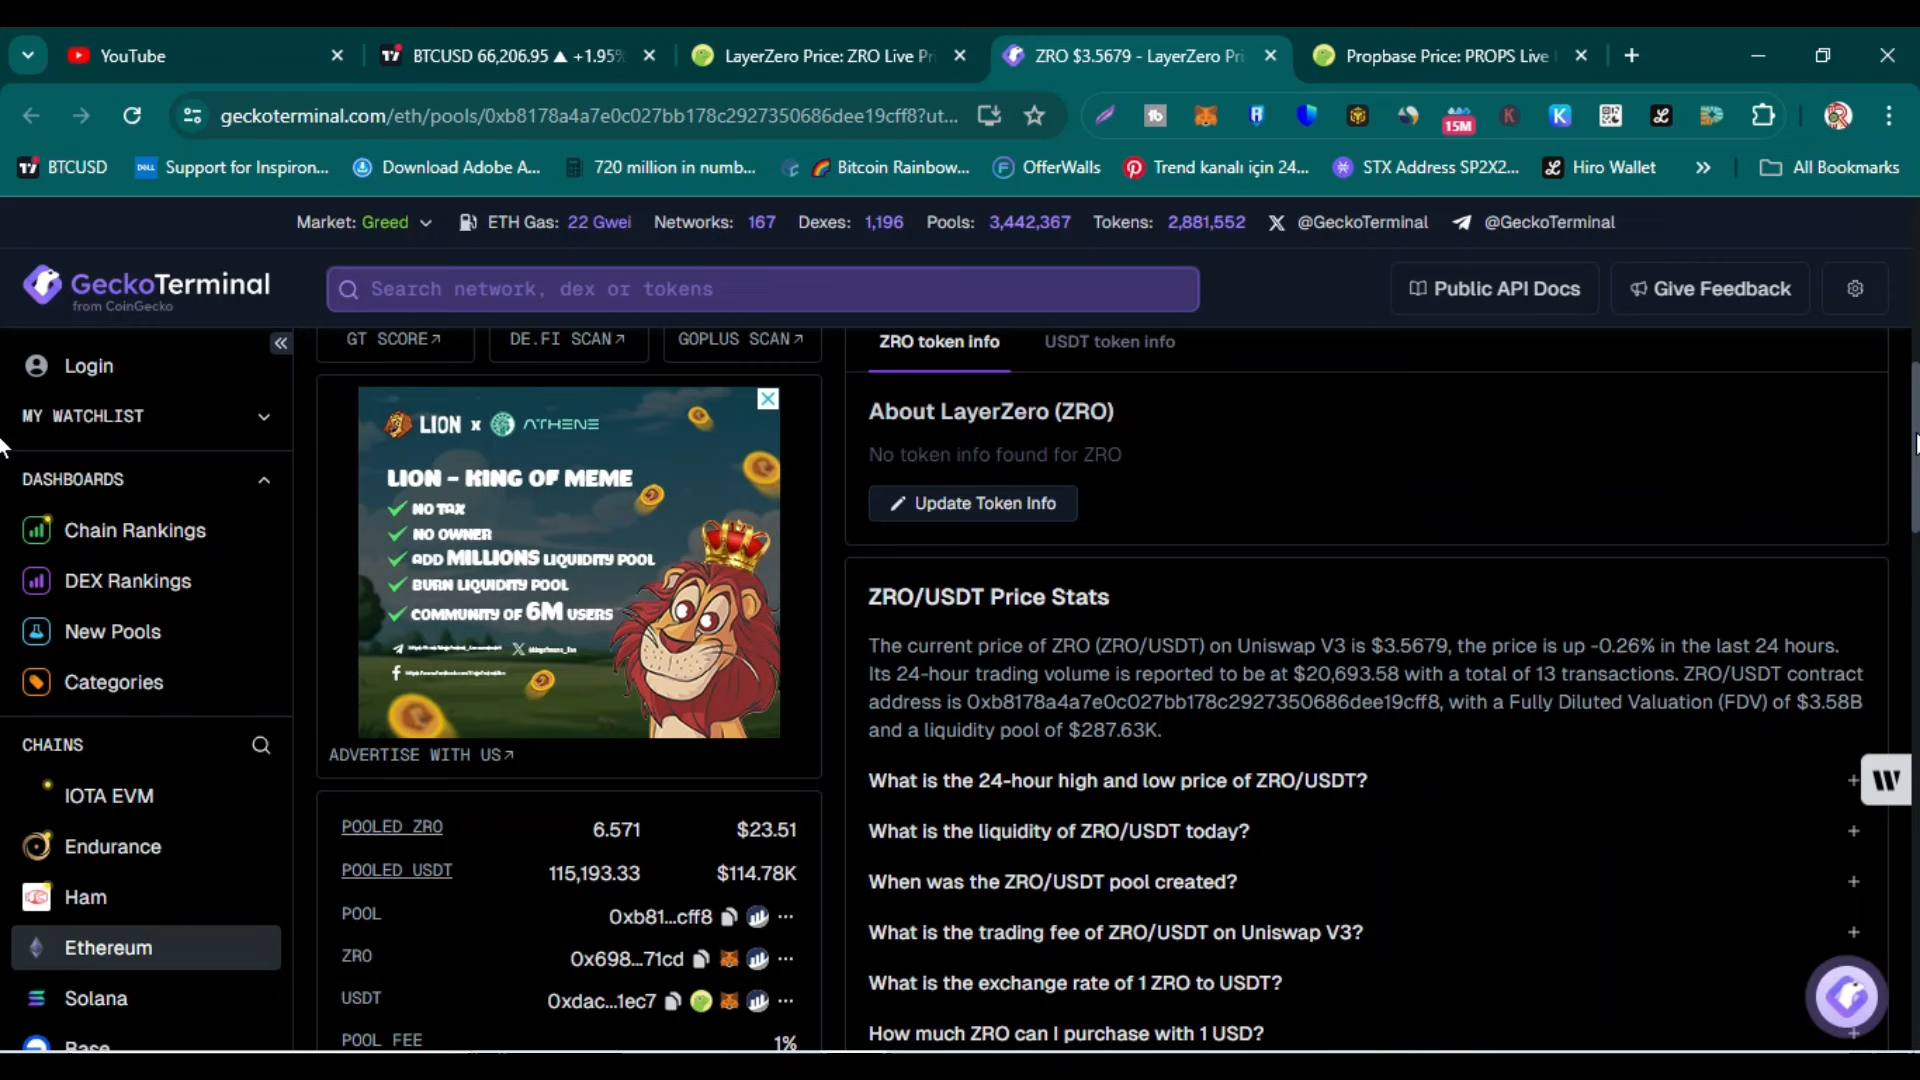 YouTube
BTCUSD 66,206.95 ▲ +1.95%
LayerZero Price: ZRO Live Pr
ZRO $3.5679 - LayerZero Pri
Propbase Price: PROPS Live
geckoterminal.com/eth/pools/0xb8178a4a7e0c027bb178c2927350686dee19cff8?ut...
15M
BTCUSD
DELL
Support for Inspiron...
Download Adobe A...
720 million in numb...
Bitcoin Rainbow...
OfferWalls
Trend kanalı için 24...
STX Address SP2X2...
Hiro Wallet
All Bookmarks
Market: Greed
ETH Gas: 22 Gwei
Networks: 167
Dexes: 1,196
Pools: 3,442,367
Tokens: 2,881,552
@GeckoTerminal
@GeckoTerminal
GeckoTerminal
from CoinGecko
Search network, dex or tokens
Public API Docs
Give Feedback
Login
MY WATCHLIST
DASHBOARDS
Chain Rankings
DEX Rankings
New Pools
Categories
CHAINS
IOTA EVM
Endurance
Ham
Ethereum
Solana
Base
GT SCORE↗
DE.FI SCAN↗
GOPLUS SCAN↗
LION x ATHENE
LION - KING OF MEME
NO TAX
NO OWNER
ADD MILLIONS LIQUIDITY POOL
BURN LIQUIDITY POOL
COMMUNITY OF 6M USERS
ADVERTISE WITH US↗
POOLED ZRO 6.571 $23.51
POOLED USDT 115,193.33 $114.78K
POOL 0xb81...cff8
ZRO 0x698...71cd
USDT 0xdac...1ec7
POOL FEE 1%
ZRO token info
USDT token info
About LayerZero (ZRO)
No token info found for ZRO
Update Token Info
ZRO/USDT Price Stats
The current price of ZRO (ZRO/USDT) on Uniswap V3 is $3.5679, the price is up -0.26% in the last 24 hours.
Its 24-hour trading volume is reported to be at $20,693.58 with a total of 13 transactions. ZRO/USDT contract
address is 0xb8178a4a7e0c027bb178c2927350686dee19cff8, with a Fully Diluted Valuation (FDV) of $3.58B
and a liquidity pool of $287.63K.
What is the 24-hour high and low price of ZRO/USDT?
What is the liquidity of ZRO/USDT today?
When was the ZRO/USDT pool created?
What is the trading fee of ZRO/USDT on Uniswap V3?
What is the exchange rate of 1 ZRO to USDT?
How much ZRO can I purchase with 1 USD?